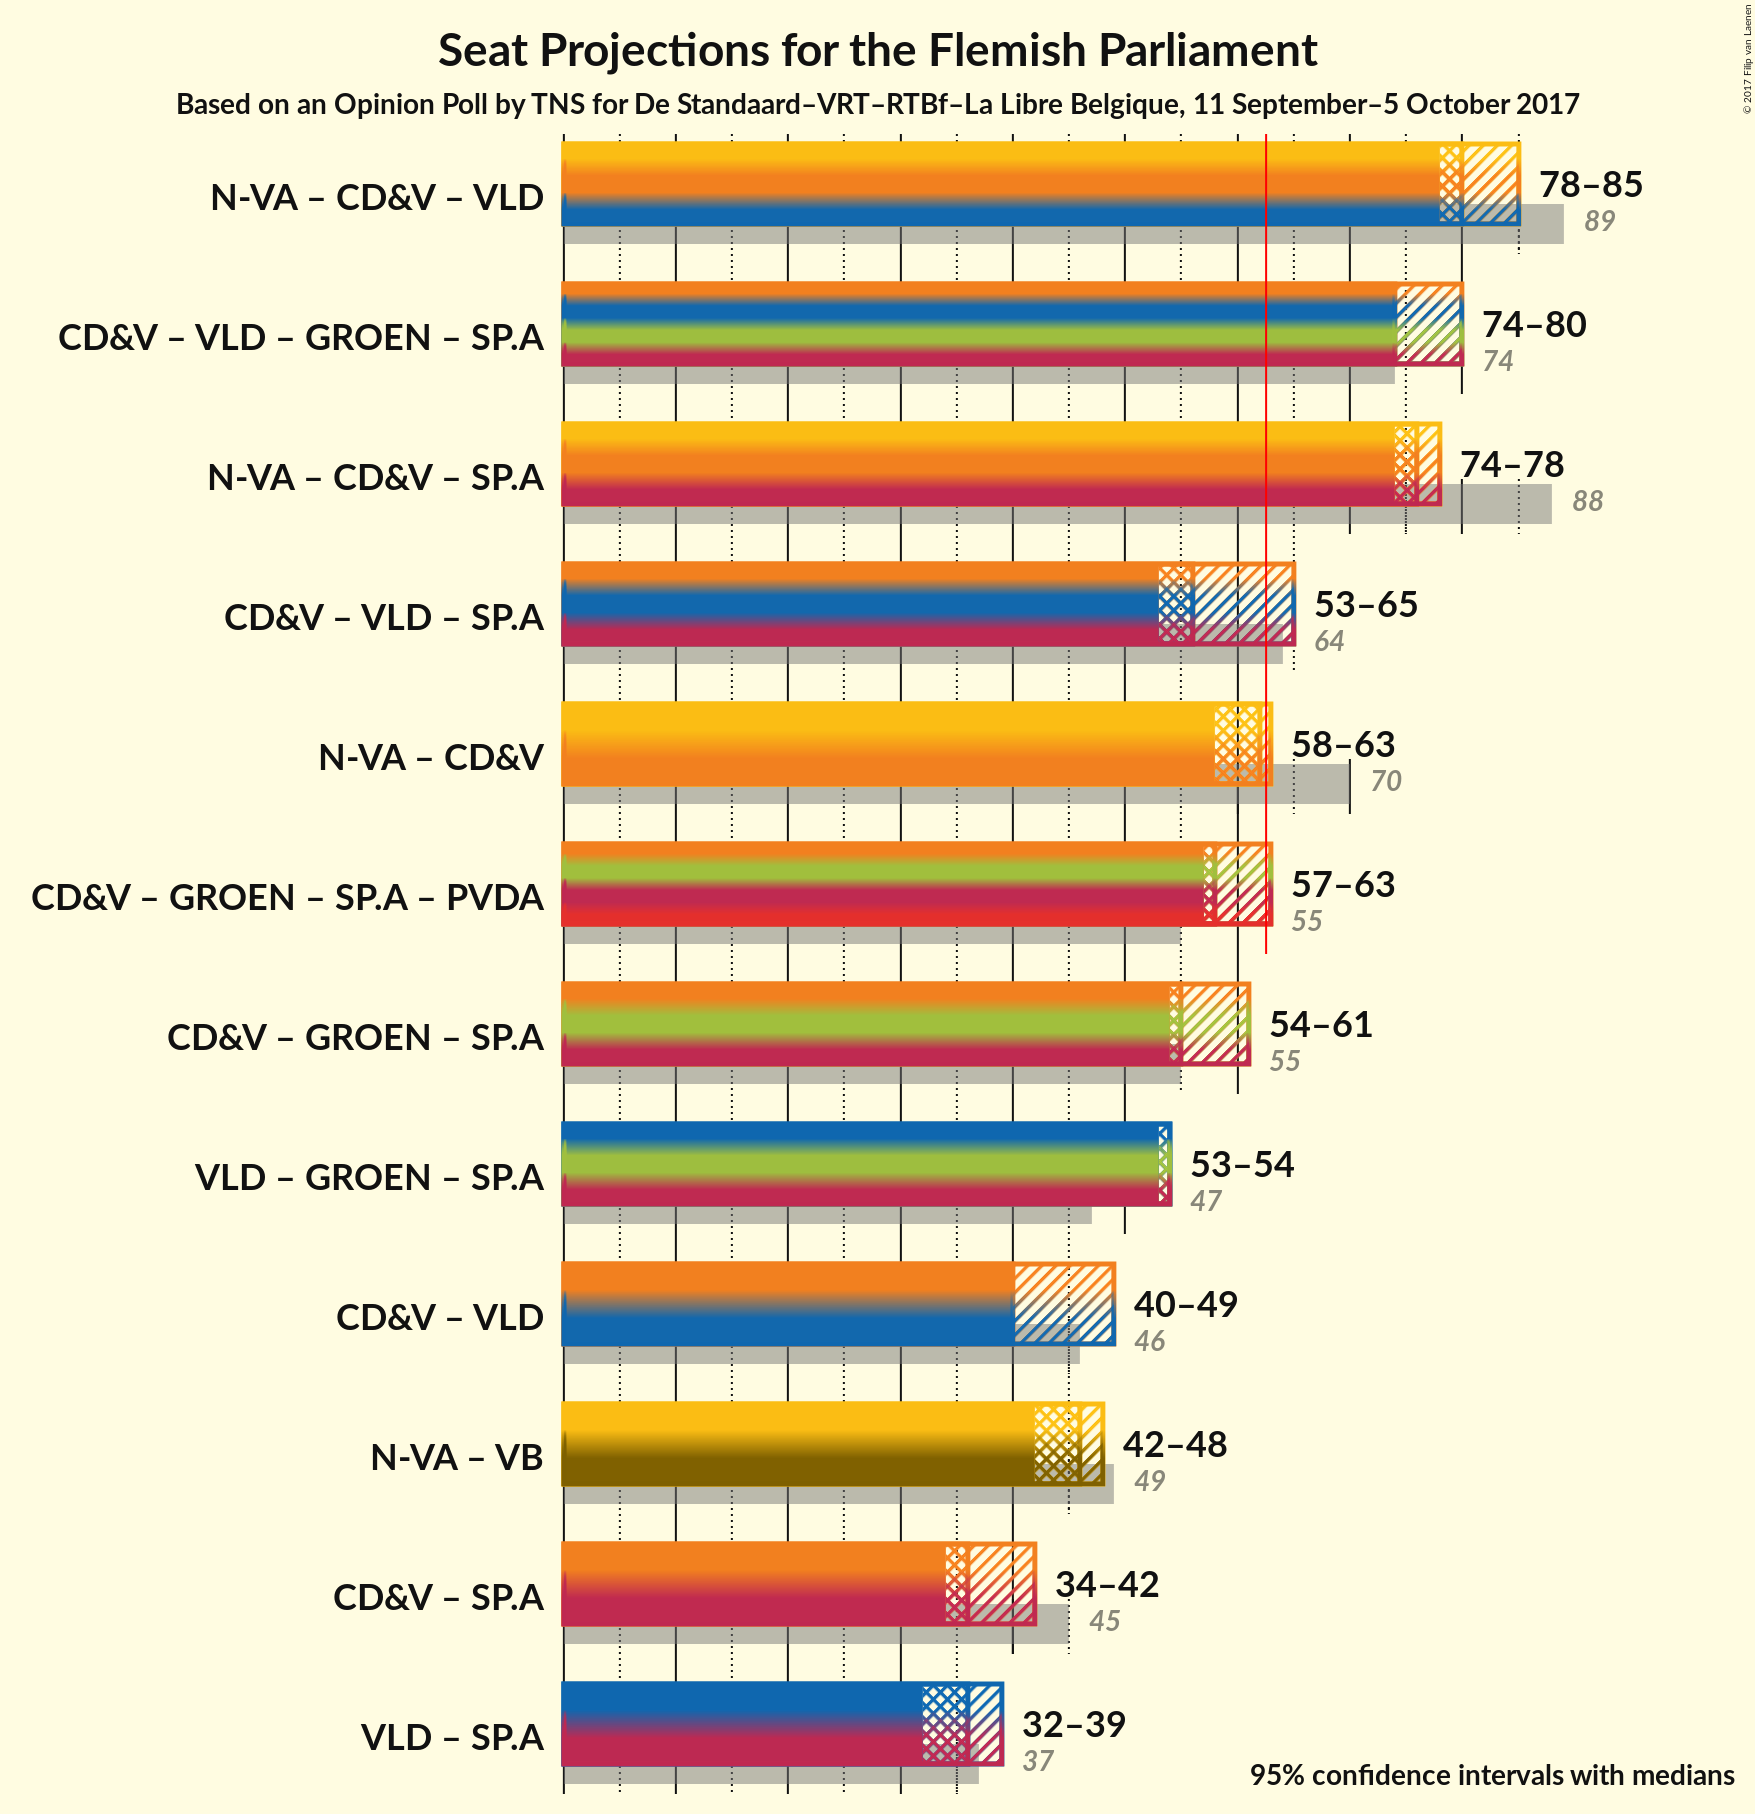 Seat Projections for the Flemish Parliament
Based on an Opinion Poll by TNS for De Standaard–VRT–RTBf–La Libre Belgique, 11 September–5 October 2017
© 2017 Filip van Laenen
N-VA – CD&V – VLD
78–85
89
CD&V – VLD – GROEN – SP.A
74–80
74
N-VA – CD&V – SP.A
74–78
88
CD&V – VLD – SP.A
53–65
64
N-VA – CD&V
58–63
70
CD&V – GROEN – SP.A – PVDA
57–63
55
CD&V – GROEN – SP.A
54–61
55
VLD – GROEN – SP.A
53–54
47
CD&V – VLD
40–49
46
N-VA – VB
42–48
49
CD&V – SP.A
34–42
45
VLD – SP.A
32–39
37
95% confidence intervals with medians